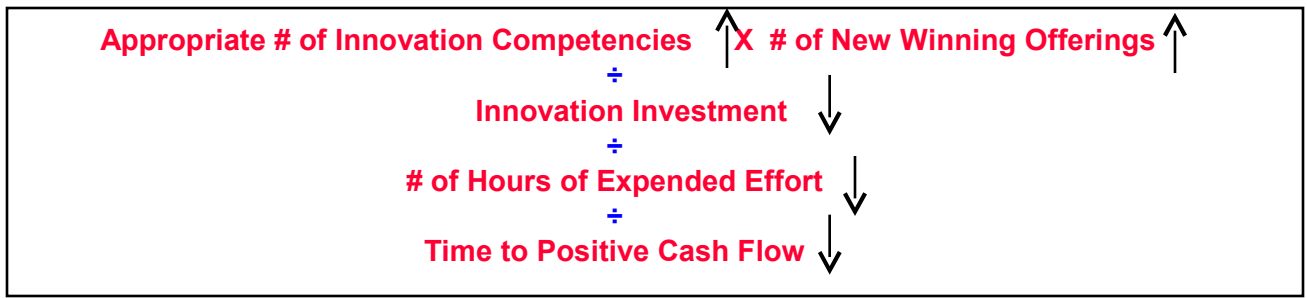 Appropriate # of Innovation Competencies X # of New Winning Offerings
÷
Innovation Investment
÷
# of Hours of Expended Effort
÷
Time to Positive Cash Flow